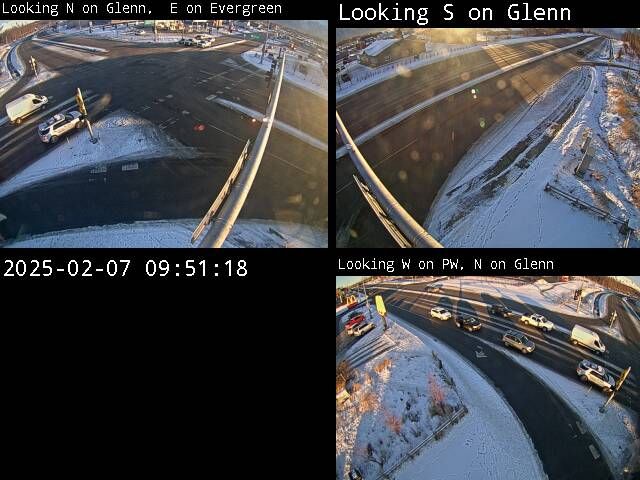 Looking N on Glenn,  E on Evergreen
Looking S on Glenn
2025-02-07 09:51:18
Looking W on PW, N on Glenn